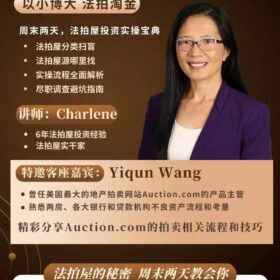 以小博大 法拍淘金
周末两天，法拍屋投资实操宝典
法拍屋分类扫盲
法拍屋源哪里找
实操流程全面解析
尽职调查避坑指南
讲师：Charlene
6年法拍屋投资经验
法拍屋实干家
特邀客座嘉宾：Yiqun Wang
曾任美国最大的地产拍卖网站Auction.com的产品主管
熟悉两房、各大银行和贷款机构不良资产流程和考量
精彩分享Auction.com的拍卖相关流程和技巧
法拍屋的秘密 周末两天教会你